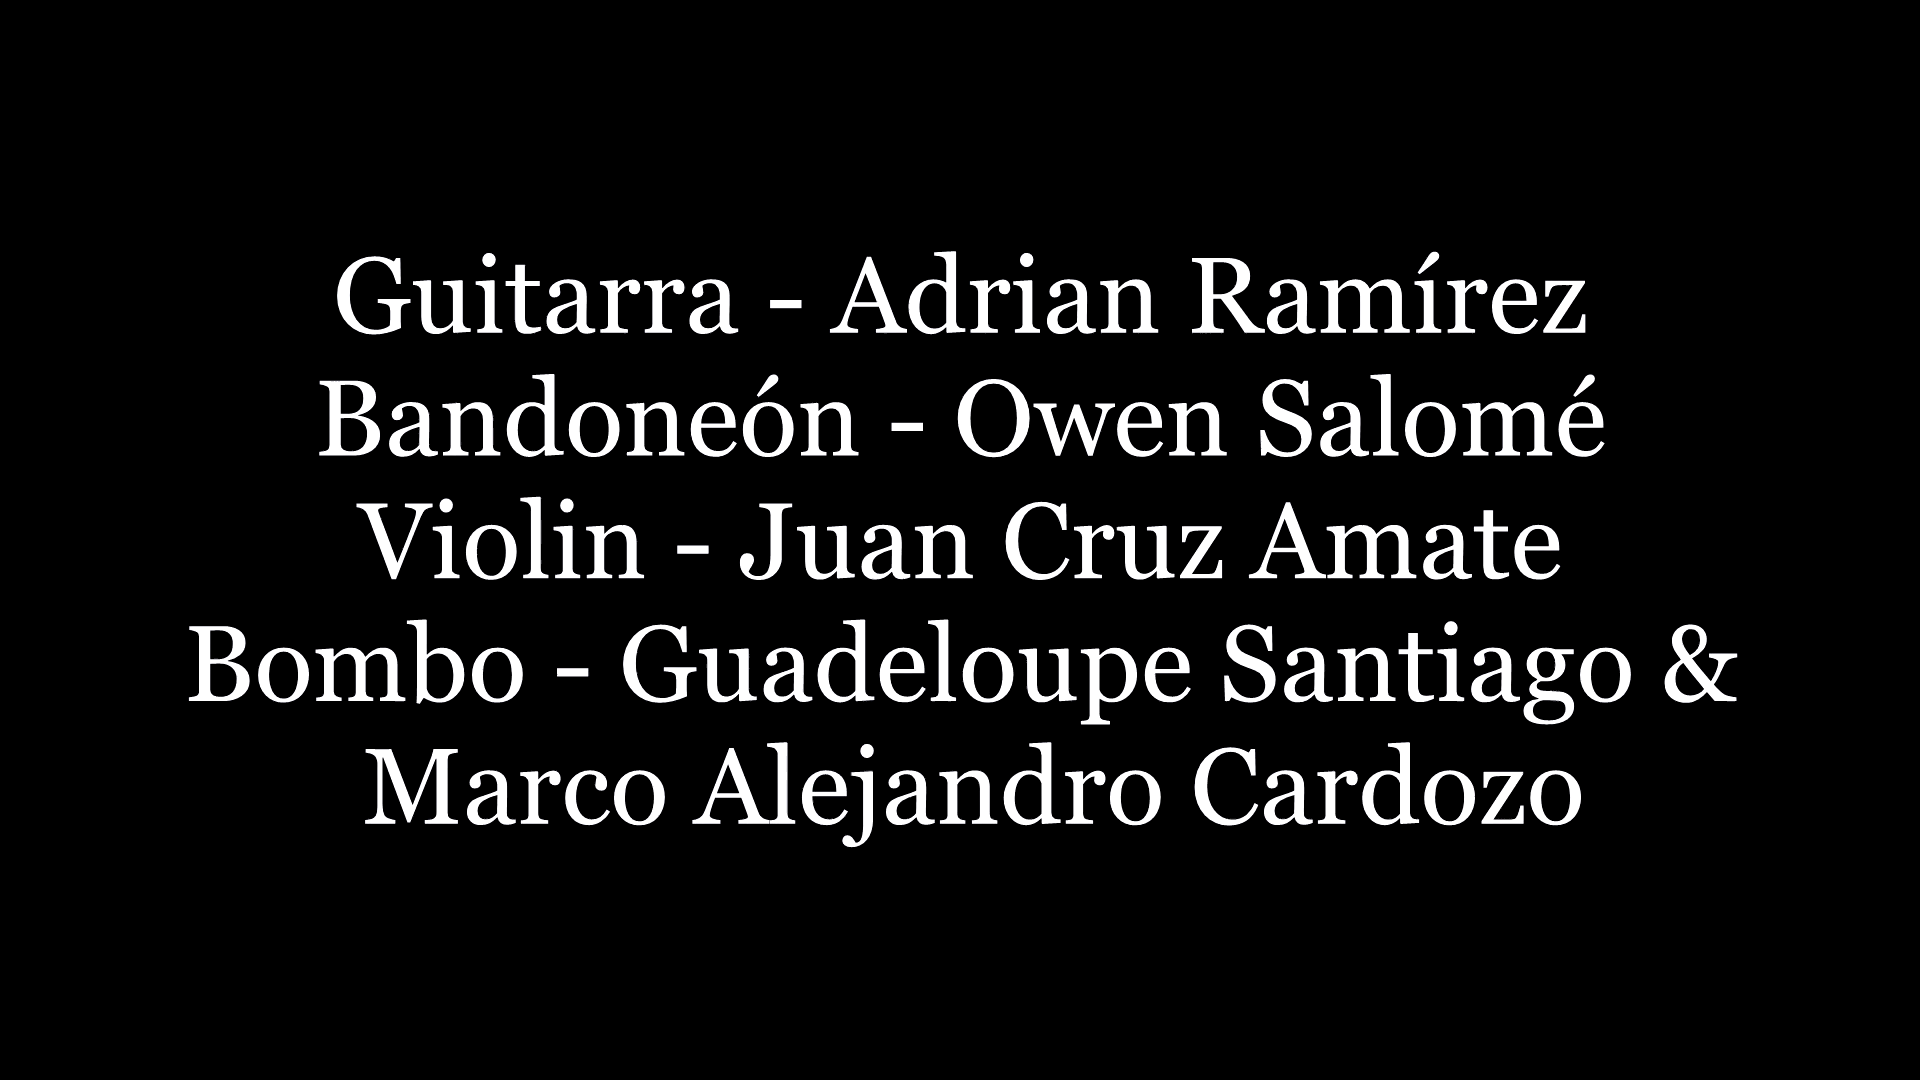 Guitarra - Adrian Ramírez
Bandoneón - Owen Salomé
Violin - Juan Cruz Amate
Bombo - Guadeloupe Santiago &
Marco Alejandro Cardozo